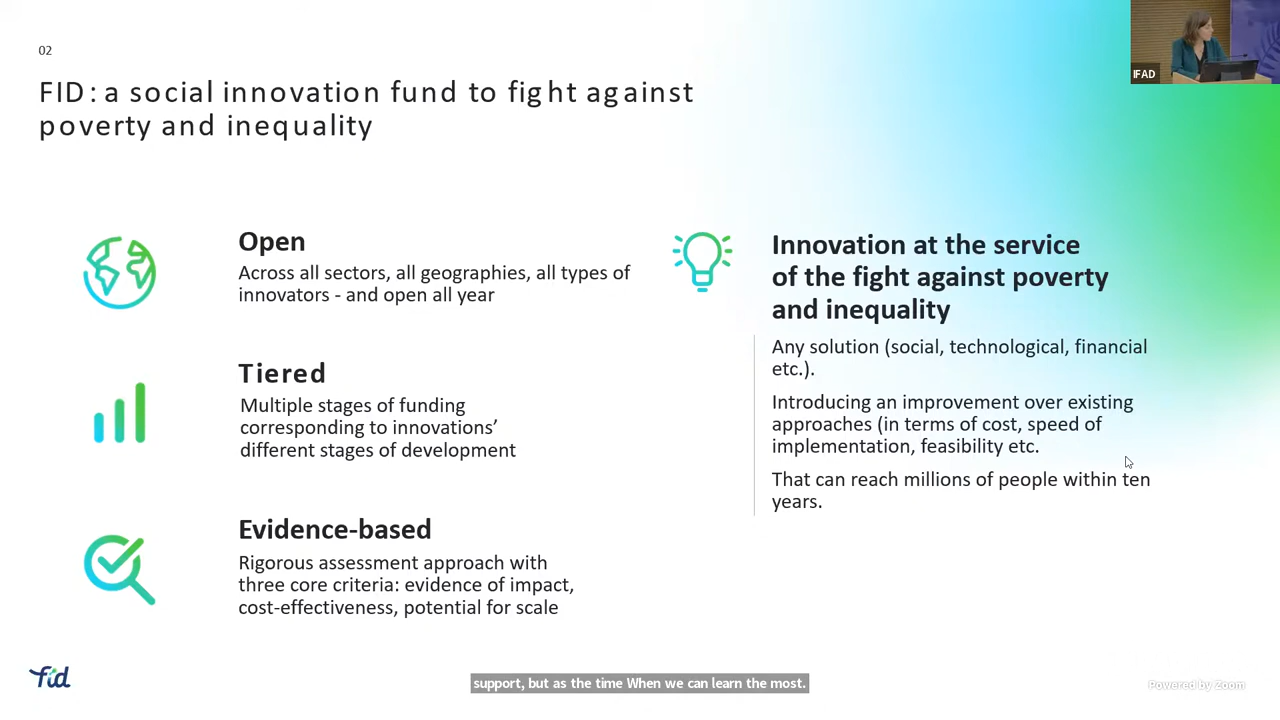 02
FID: a social innovation fund to fight against
poverty and inequality
IFAD
Open
Across all sectors, all geographies, all types of
innovators - and open all year
Tiered
Multiple stages of funding
corresponding to innovations’
different stages of development
Evidence-based
Rigorous assessment approach with
three core criteria: evidence of impact,
cost-effectiveness, potential for scale
Innovation at the service
of the fight against poverty
and inequality
Any solution (social, technological, financial
etc.).
Introducing an improvement over existing
approaches (in terms of cost, speed of
implementation, feasibility etc.
That can reach millions of people within ten
years.
fid
support, but as the time When we can learn the most.
Powered by Zoom